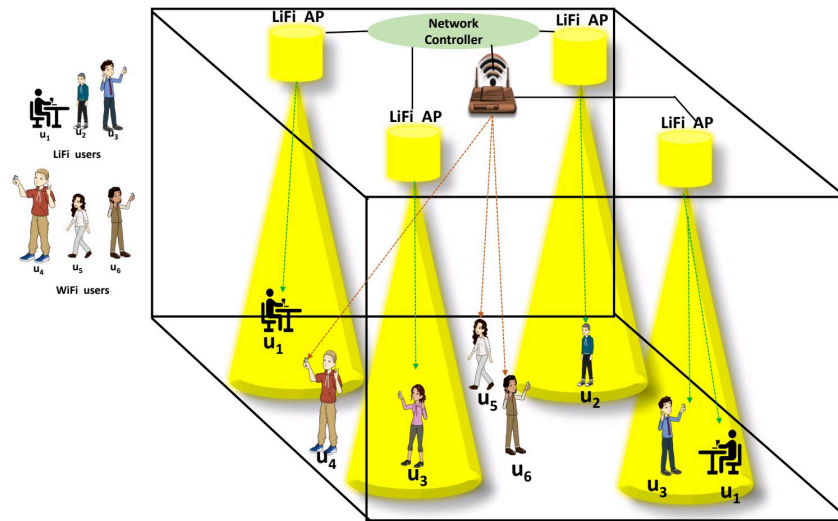 LiFi AP
Network
Controller
LiFi AP
LiFi AP
LiFi AP
u1
u2
u3
LiFi users
u4
u5
u6
WiFi users
u1
u4
u3
u5
u6
u2
u3
u1